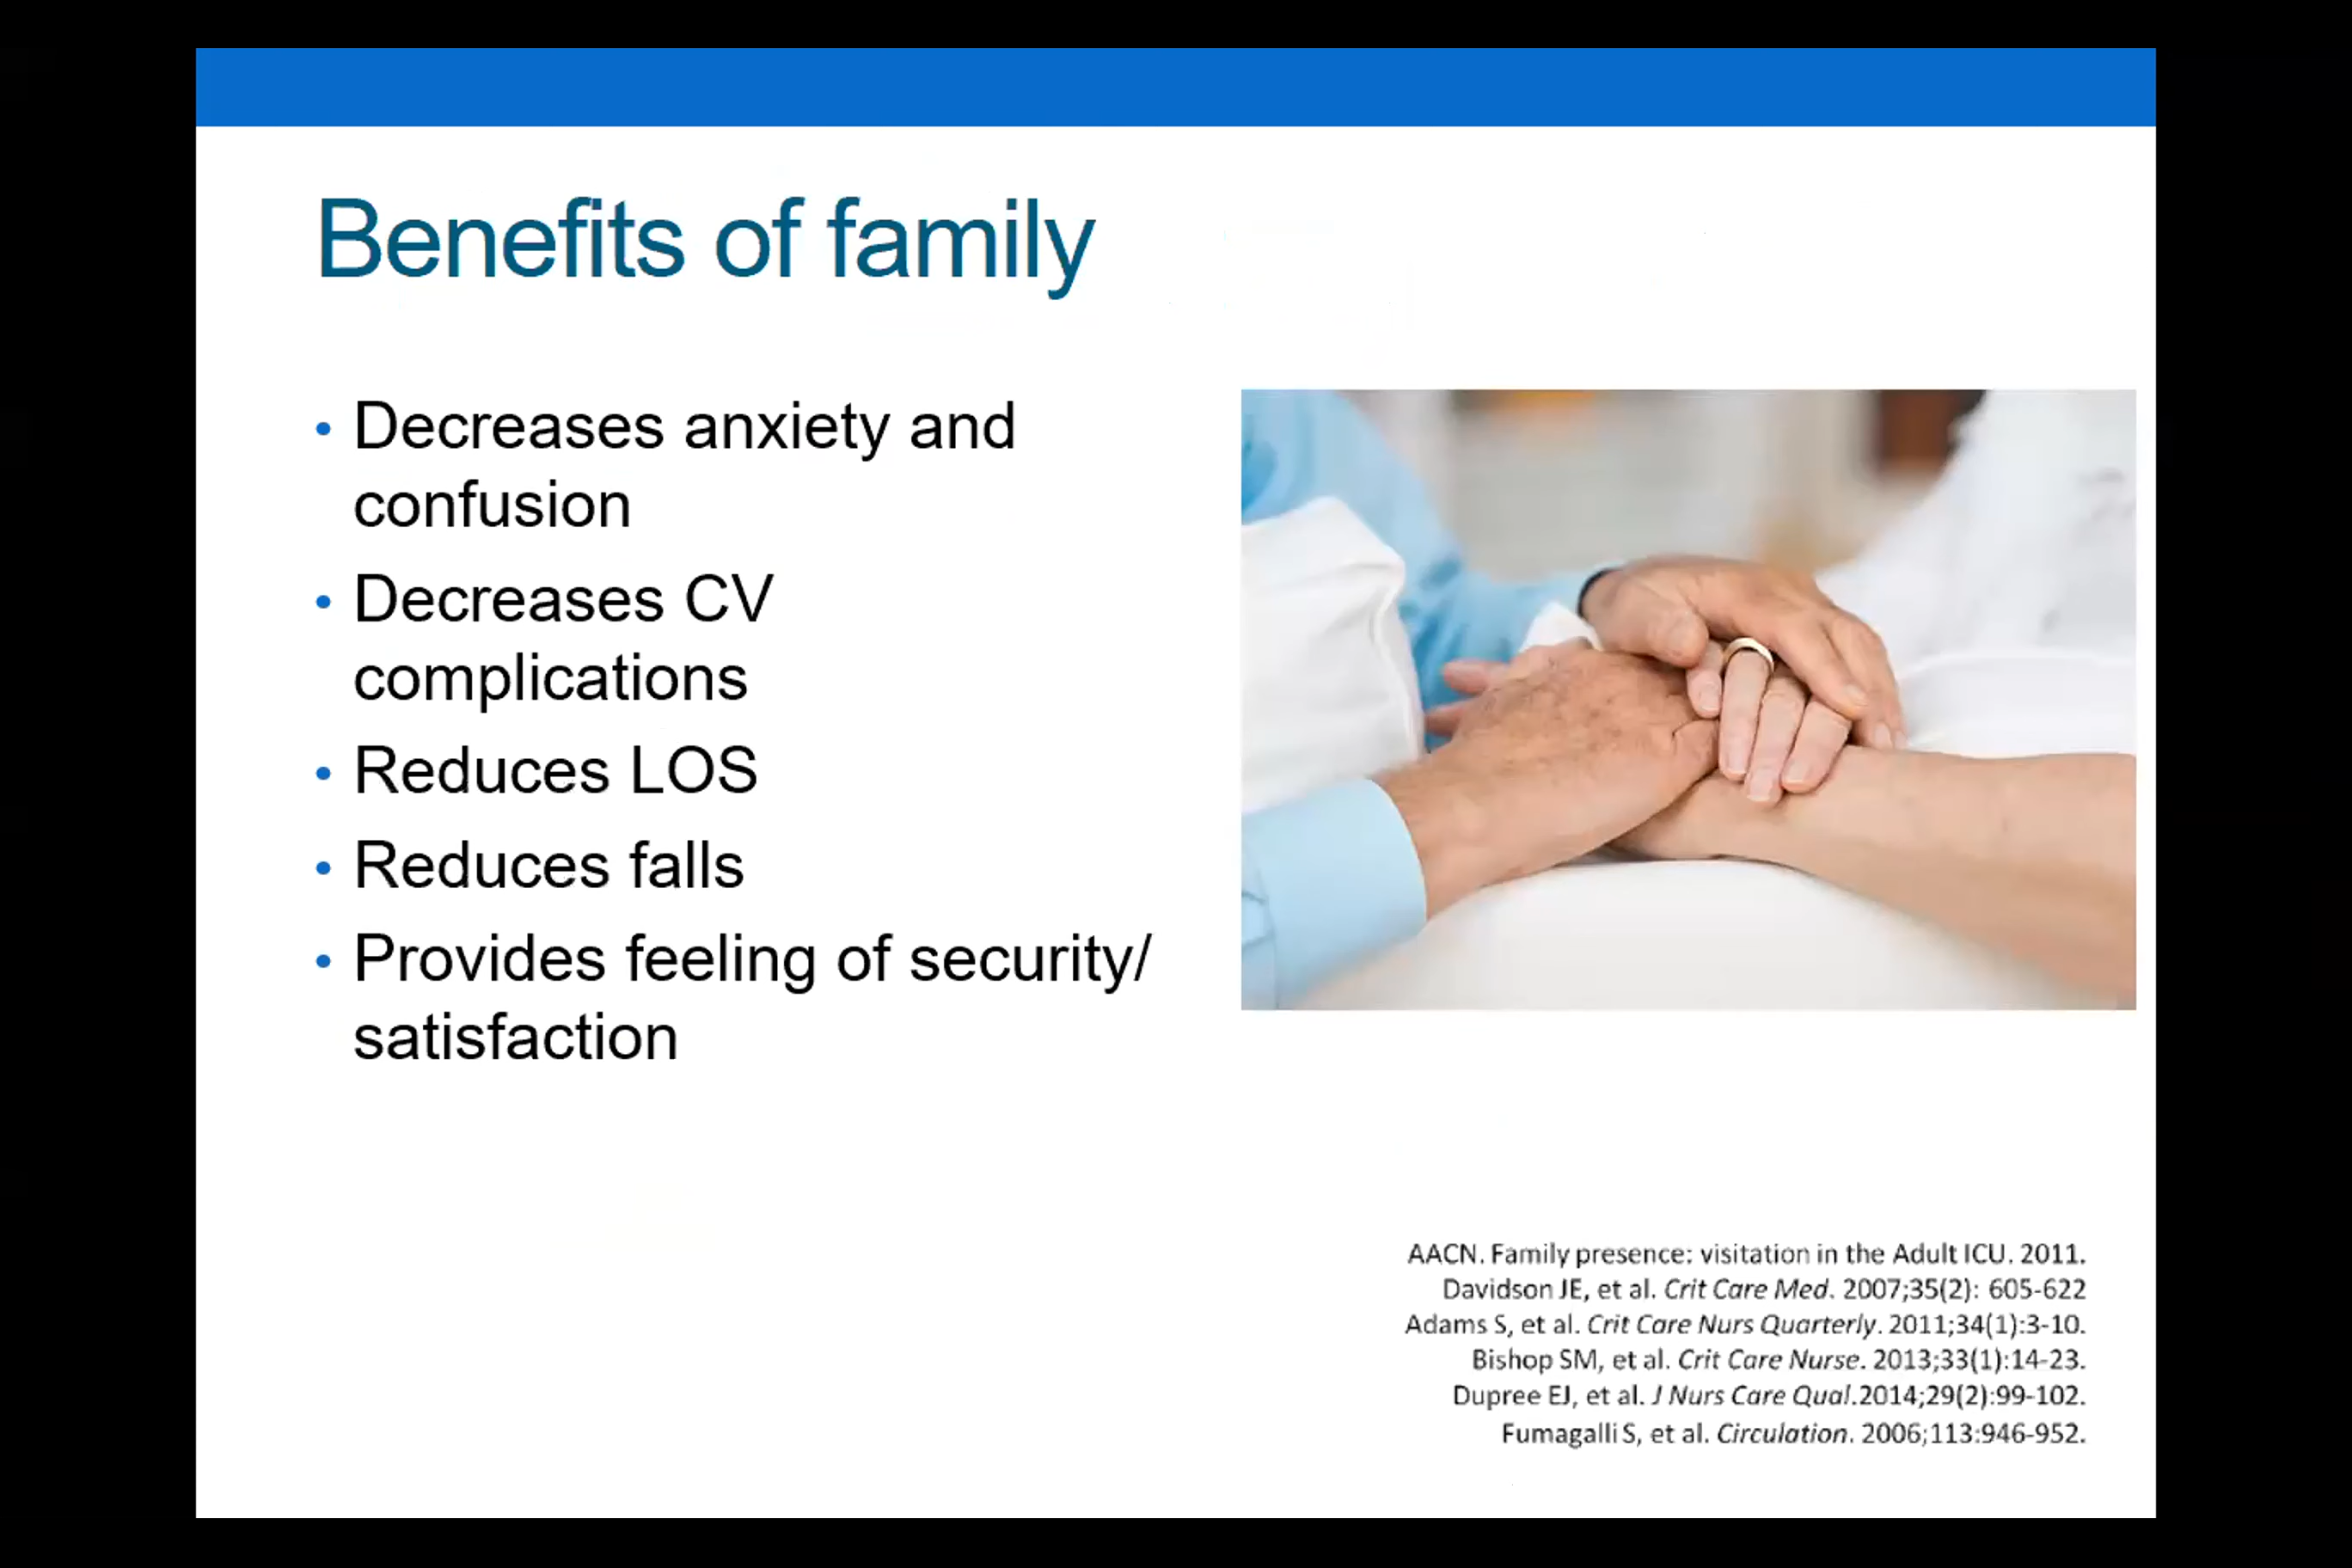 Benefits of family
• Decreases anxiety and
confusion
• Decreases CV
complications
• Reduces LOS
• Reduces falls
• Provides feeling of security/
satisfaction
AACN. Family presence: visitation in the Adult ICU. 2011.
Davidson JE, et al. Crit Care Med. 2007;35(2): 605-622
Adams S, et al. Crit Care Nurs Quarterly. 2011;34(1):3-10.
Bishop SM, et al. Crit Care Nurse. 2013;33(1):14-23.
Dupree EJ, et al. J Nurs Care Qual.2014;29(2):99-102.
Fumagalli S, et al. Circulation. 2006;113:946-952.